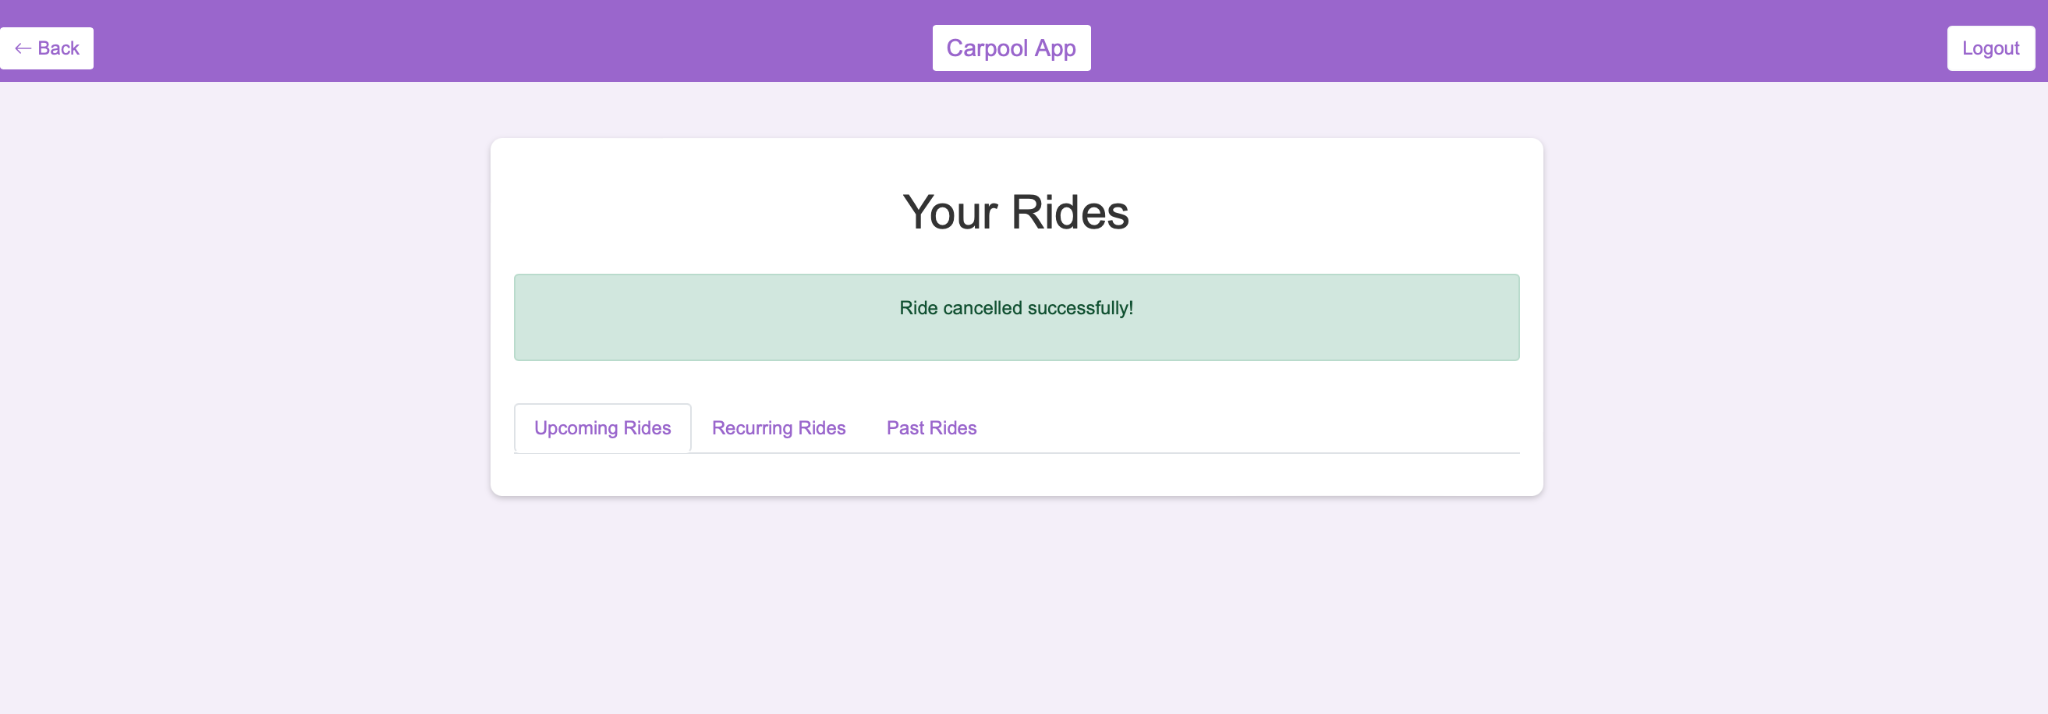 ← Back
Carpool App
Logout
Your Rides
Ride cancelled successfully!
Upcoming Rides
Recurring Rides
Past Rides